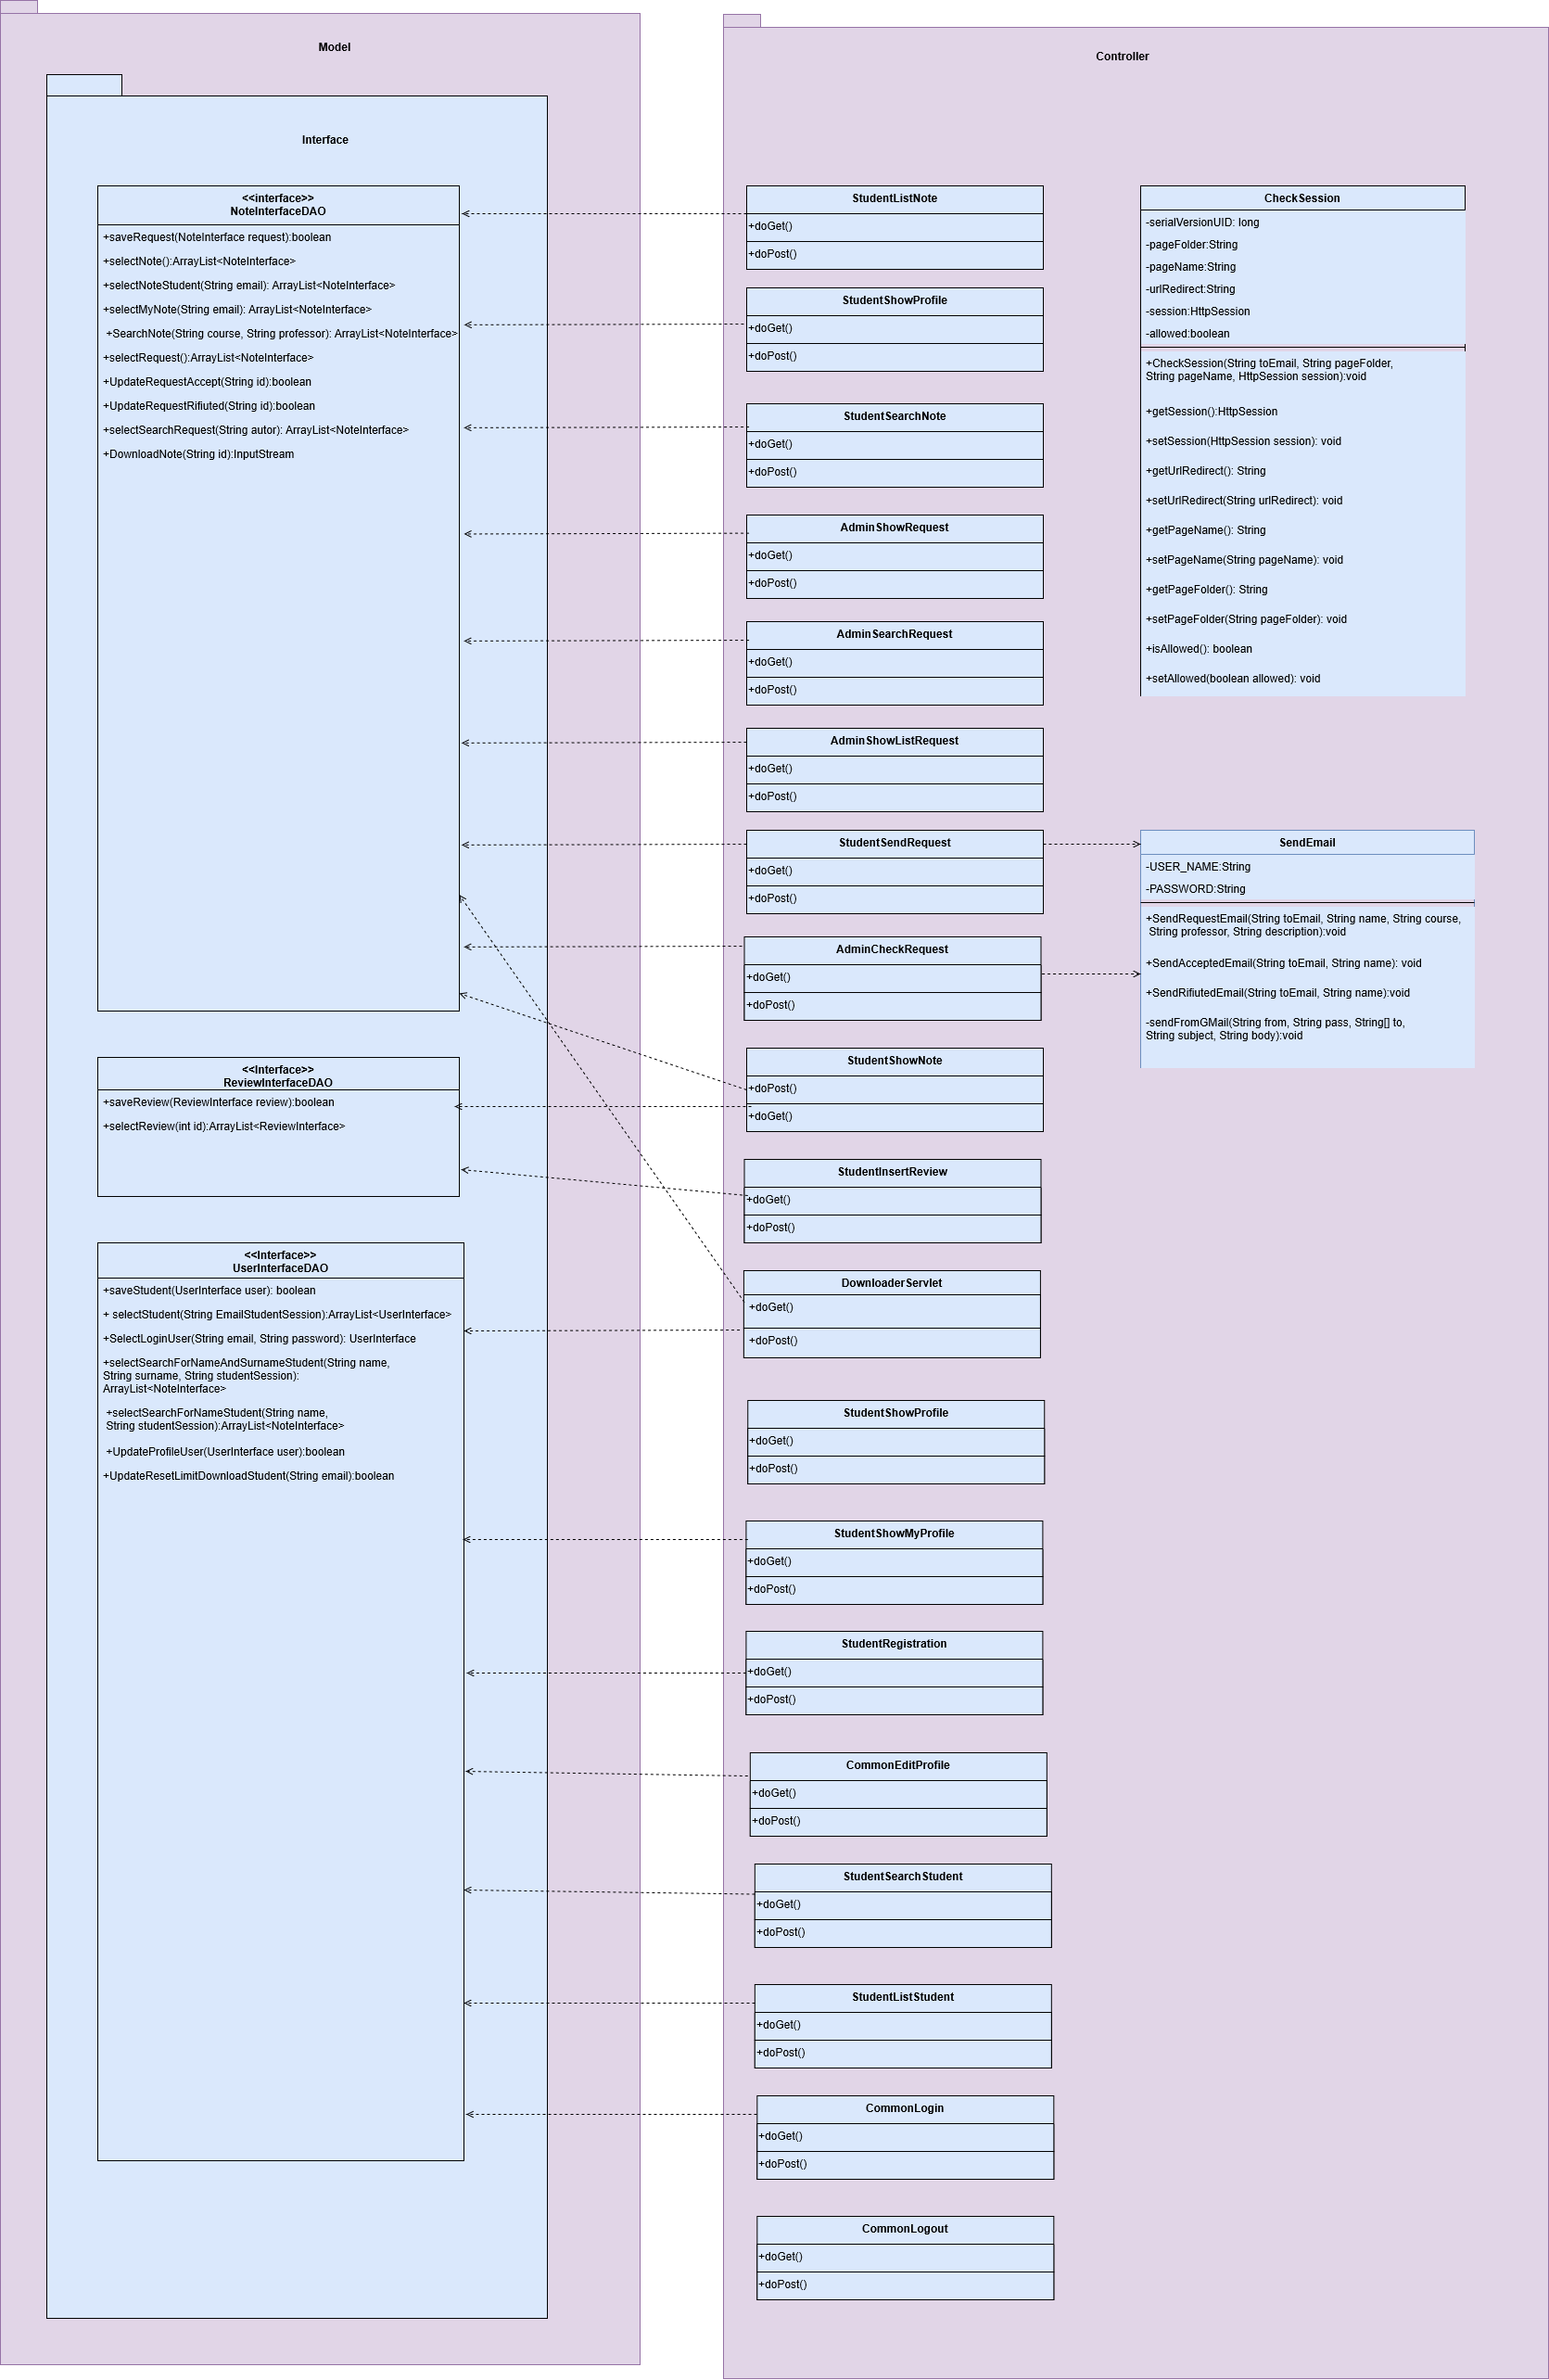 Model
Interface
<<interface>>
NoteInterfaceDAO
+saveRequest(NoteInterface request):boolean
+selectNote():ArrayList<NoteInterface>
+selectNoteStudent(String email): ArrayList<NoteInterface>
+selectMyNote(String email): ArrayList<NoteInterface>
+SearchNote(String course, String professor): ArrayList<NoteInterface>
+selectRequest():ArrayList<NoteInterface>
+UpdateRequestAccept(String id):boolean
+UpdateRequestRifiuted(String id):boolean
+selectSearchRequest(String autor): ArrayList<NoteInterface>
+DownloadNote(String id):InputStream
<<Interface>>
ReviewInterfaceDAO
+saveReview(ReviewInterface review):boolean
+selectReview(int id):ArrayList<ReviewInterface>
<<Interface>>
UserInterfaceDAO
+saveStudent(UserInterface user): boolean
+ selectStudent(String EmailStudentSession):ArrayList<UserInterface>
+SelectLoginUser(String email, String password): UserInterface
+selectSearchForNameAndSurnameStudent(String name,
String surname, String studentSession):
ArrayList<NoteInterface>
+selectSearchForNameStudent(String name,
String studentSession):ArrayList<NoteInterface>
+UpdateProfileUser(UserInterface user):boolean
+UpdateResetLimitDownloadStudent(String email):boolean
Controller
StudentListNote
+doGet()
+doPost()
StudentShowProfile
+doGet()
+doPost()
StudentSearchNote
+doGet()
+doPost()
AdminShowRequest
+doGet()
+doPost()
AdminSearchRequest
+doGet()
+doPost()
AdminShowListRequest
+doGet()
+doPost()
StudentSendRequest
+doGet()
+doPost()
AdminCheckRequest
+doGet()
+doPost()
StudentShowNote
+doPost()
+doGet()
StudentInsertReview
+doGet()
+doPost()
DownloaderServlet
+doGet()
+doPost()
StudentShowProfile
+doGet()
+doPost()
StudentShowMyProfile
+doGet()
+doPost()
StudentRegistration
+doGet()
+doPost()
CommonEditProfile
+doGet()
+doPost()
StudentSearchStudent
+doGet()
+doPost()
StudentListStudent
+doGet()
+doPost()
CommonLogin
+doGet()
+doPost()
CommonLogout
+doGet()
+doPost()
CheckSession
-serialVersionUID: long
-pageFolder:String
-pageName:String
-urlRedirect:String
-session:HttpSession
-allowed:boolean
+CheckSession(String toEmail, String pageFolder,
String pageName, HttpSession session):void
+getSession():HttpSession
+setSession(HttpSession session): void
+getUrlRedirect(): String
+setUrlRedirect(String urlRedirect): void
+getPageName(): String
+setPageName(String pageName): void
+getPageFolder(): String
+setPageFolder(String pageFolder): void
+isAllowed(): boolean
+setAllowed(boolean allowed): void
SendEmail
-USER_NAME:String
-PASSWORD:String
+SendRequestEmail(String toEmail, String name, String course,
String professor, String description):void
+SendAcceptedEmail(String toEmail, String name): void
+SendRifiutedEmail(String toEmail, String name):void
-sendFromGMail(String from, String pass, String[] to,
String subject, String body):void